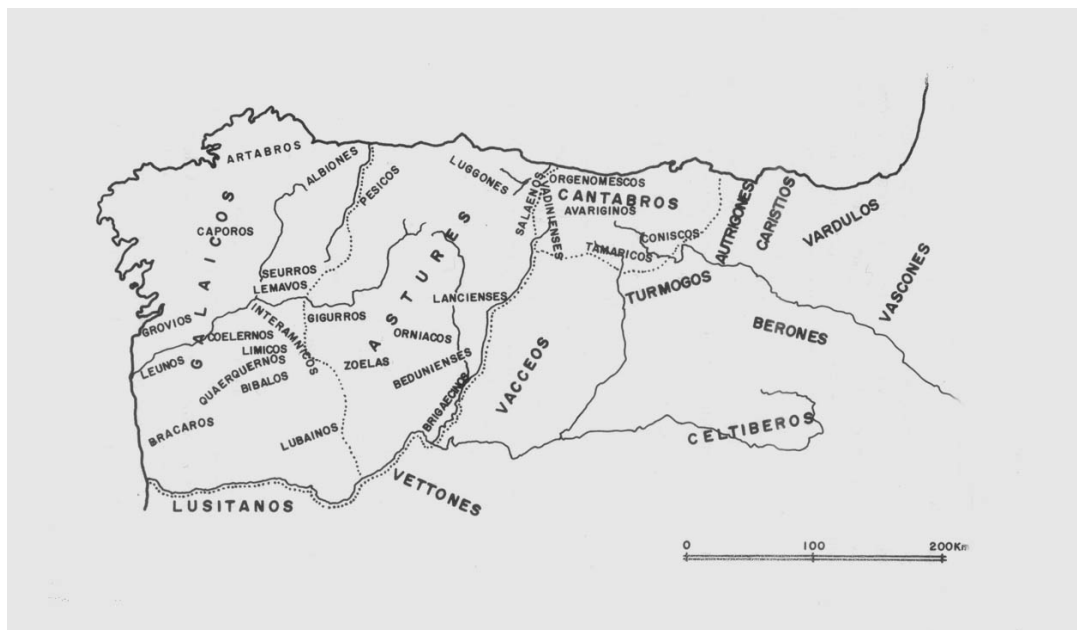 ARTABROS
ALBIONES
PESICOS
LUGGONES
SALAENOS
VADINIENSES
ORGENOMESCOS
CANTABROS
AVARIGINOS
CONISCOS
TAMARICOS
AUTRIGONES
CARISTIOS
VARDULOS
VASCONES
GALAICOS
CAPOROS
SEURROS
LEMAVOS
ASTURES
LANCIENSES
TURMOGOS
BERONES
GROVIOS
COELERNOS
INTERAMNICOS
GIGURROS
ORNIACOS
LEUNOS
LIMICOS
QUAERQUERNOS
BIBALOS
ZOELAS
BEDUNIENSES
BRIGAECINOS
VACCEOS
BRACAROS
LUBAINOS
CELTIBEROS
LUSITANOS
VETTONES
0 100 200Km